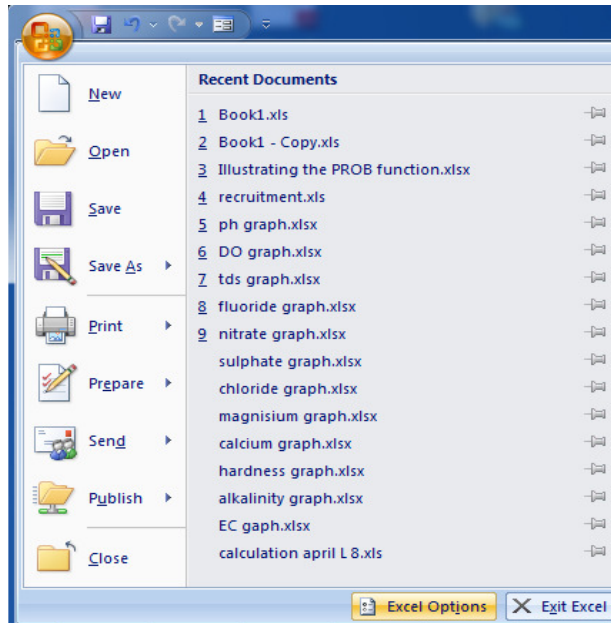 New
Open
Save
Save As
Print
Prepare
Send
Publish
Close
Recent Documents
1 Book1.xls
2 Book1 - Copy.xls
3 Illustrating the PROB function.xlsx
4 recruitment.xls
5 ph graph.xlsx
6 DO graph.xlsx
7 tds graph.xlsx
8 fluoride graph.xlsx
9 nitrate graph.xlsx
sulphate graph.xlsx
chloride graph.xlsx
magnisium graph.xlsx
calcium graph.xlsx
hardness graph.xlsx
alkalinity graph.xlsx
EC gaph.xlsx
calculation april L 8.xls
Excel Options
Exit Excel